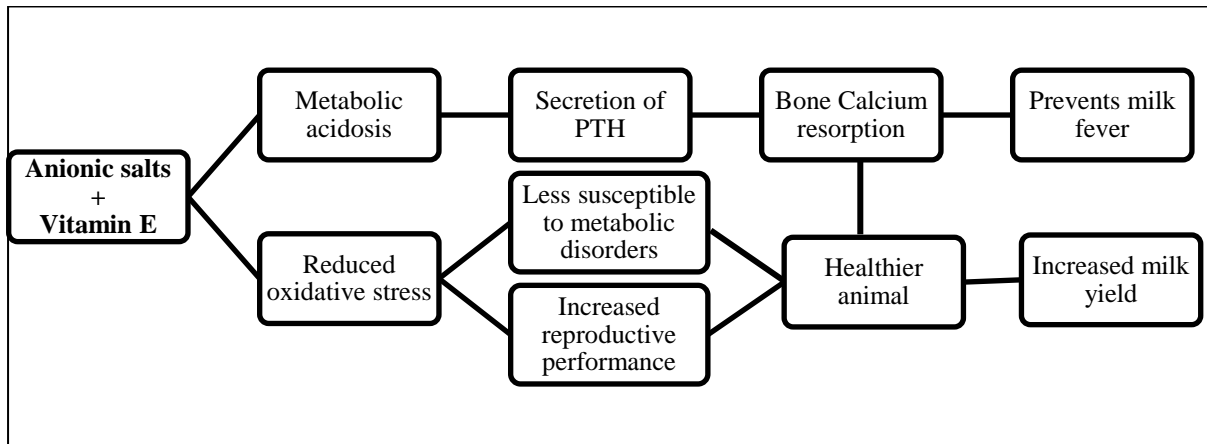 Metabolic
acidosis
Secretion of
PTH
Bone Calcium
resorption
Prevents milk
fever
Anionic salts
+
Vitamin E
Less susceptible
to metabolic
disorders
Reduced
oxidative stress
Increased
reproductive
performance
Healthier
animal
Increased milk
yield